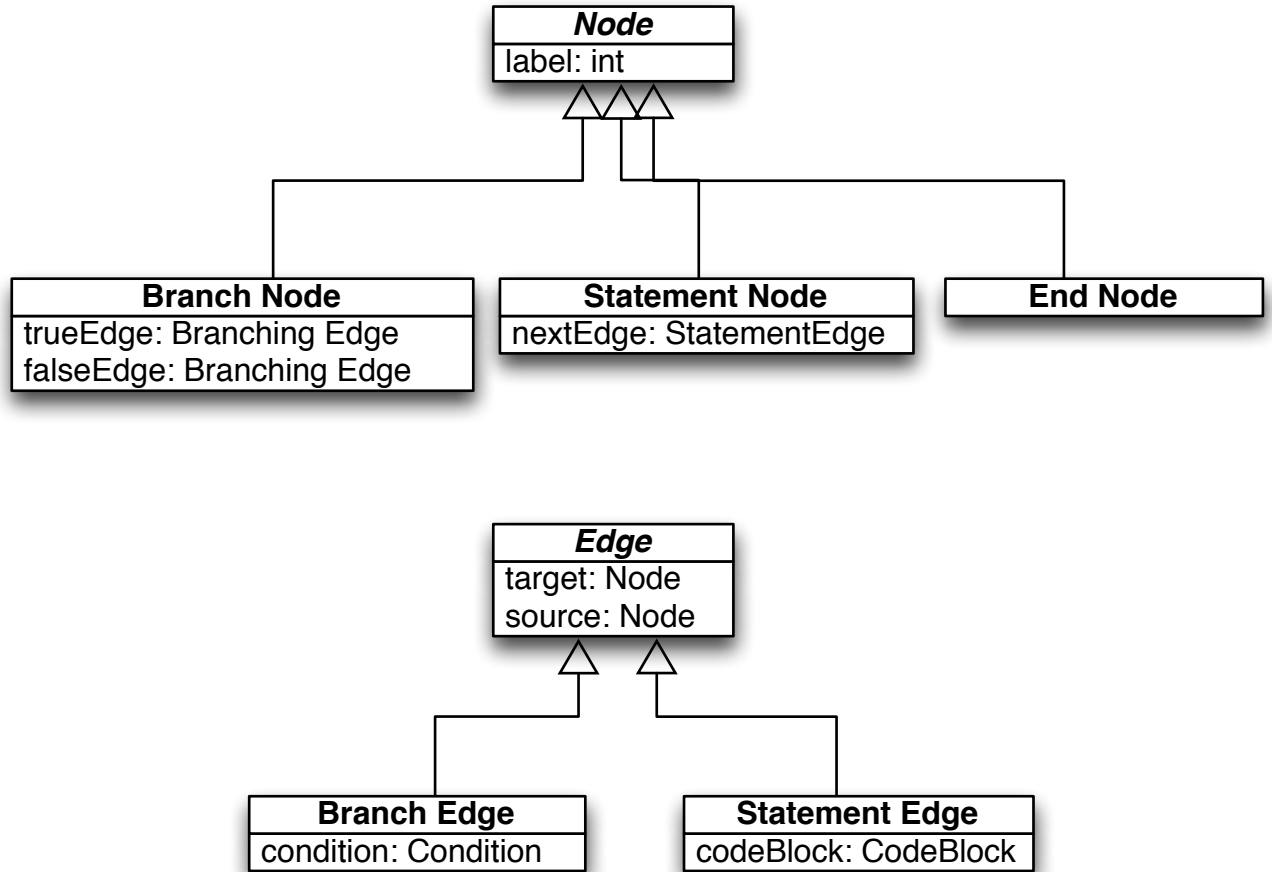 Node
label: int
Branch Node
trueEdge: Branching Edge
falseEdge: Branching Edge
Statement Node
nextEdge: StatementEdge
End Node
Edge
target: Node
source: Node
Branch Edge
condition: Condition
Statement Edge
codeBlock: CodeBlock